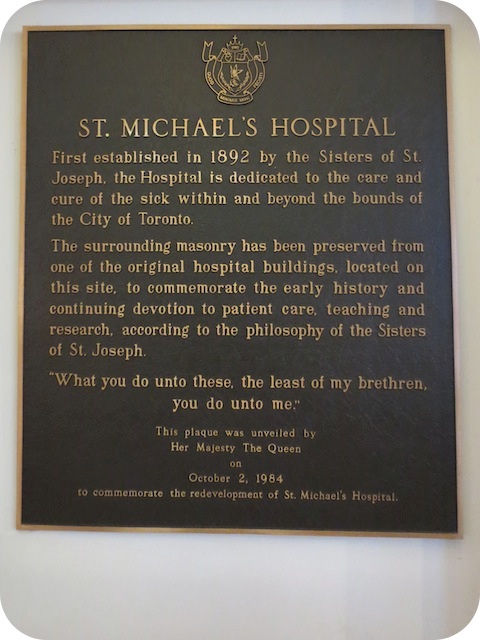 ST. MICHAEL'S HOSPITAL
First established in 1892 by the Sisters of St.
Joseph, the Hospital is dedicated to the care and
cure of the sick within and beyond the bounds of
the City of Toronto.
The surrounding masonry has been preserved from
one of the original hospital buildings, located on
this site, to commemorate the early history and
continuing devotion to patient care, teaching and
research, according to the philosophy of the Sisters
of St. Joseph.
"What you do unto these, the least of my brethren,
you do unto me."
This plaque was unveiled by
Her Majesty The Queen
on
October 2, 1984
to commemorate the redevelopment of St. Michael's Hospital.